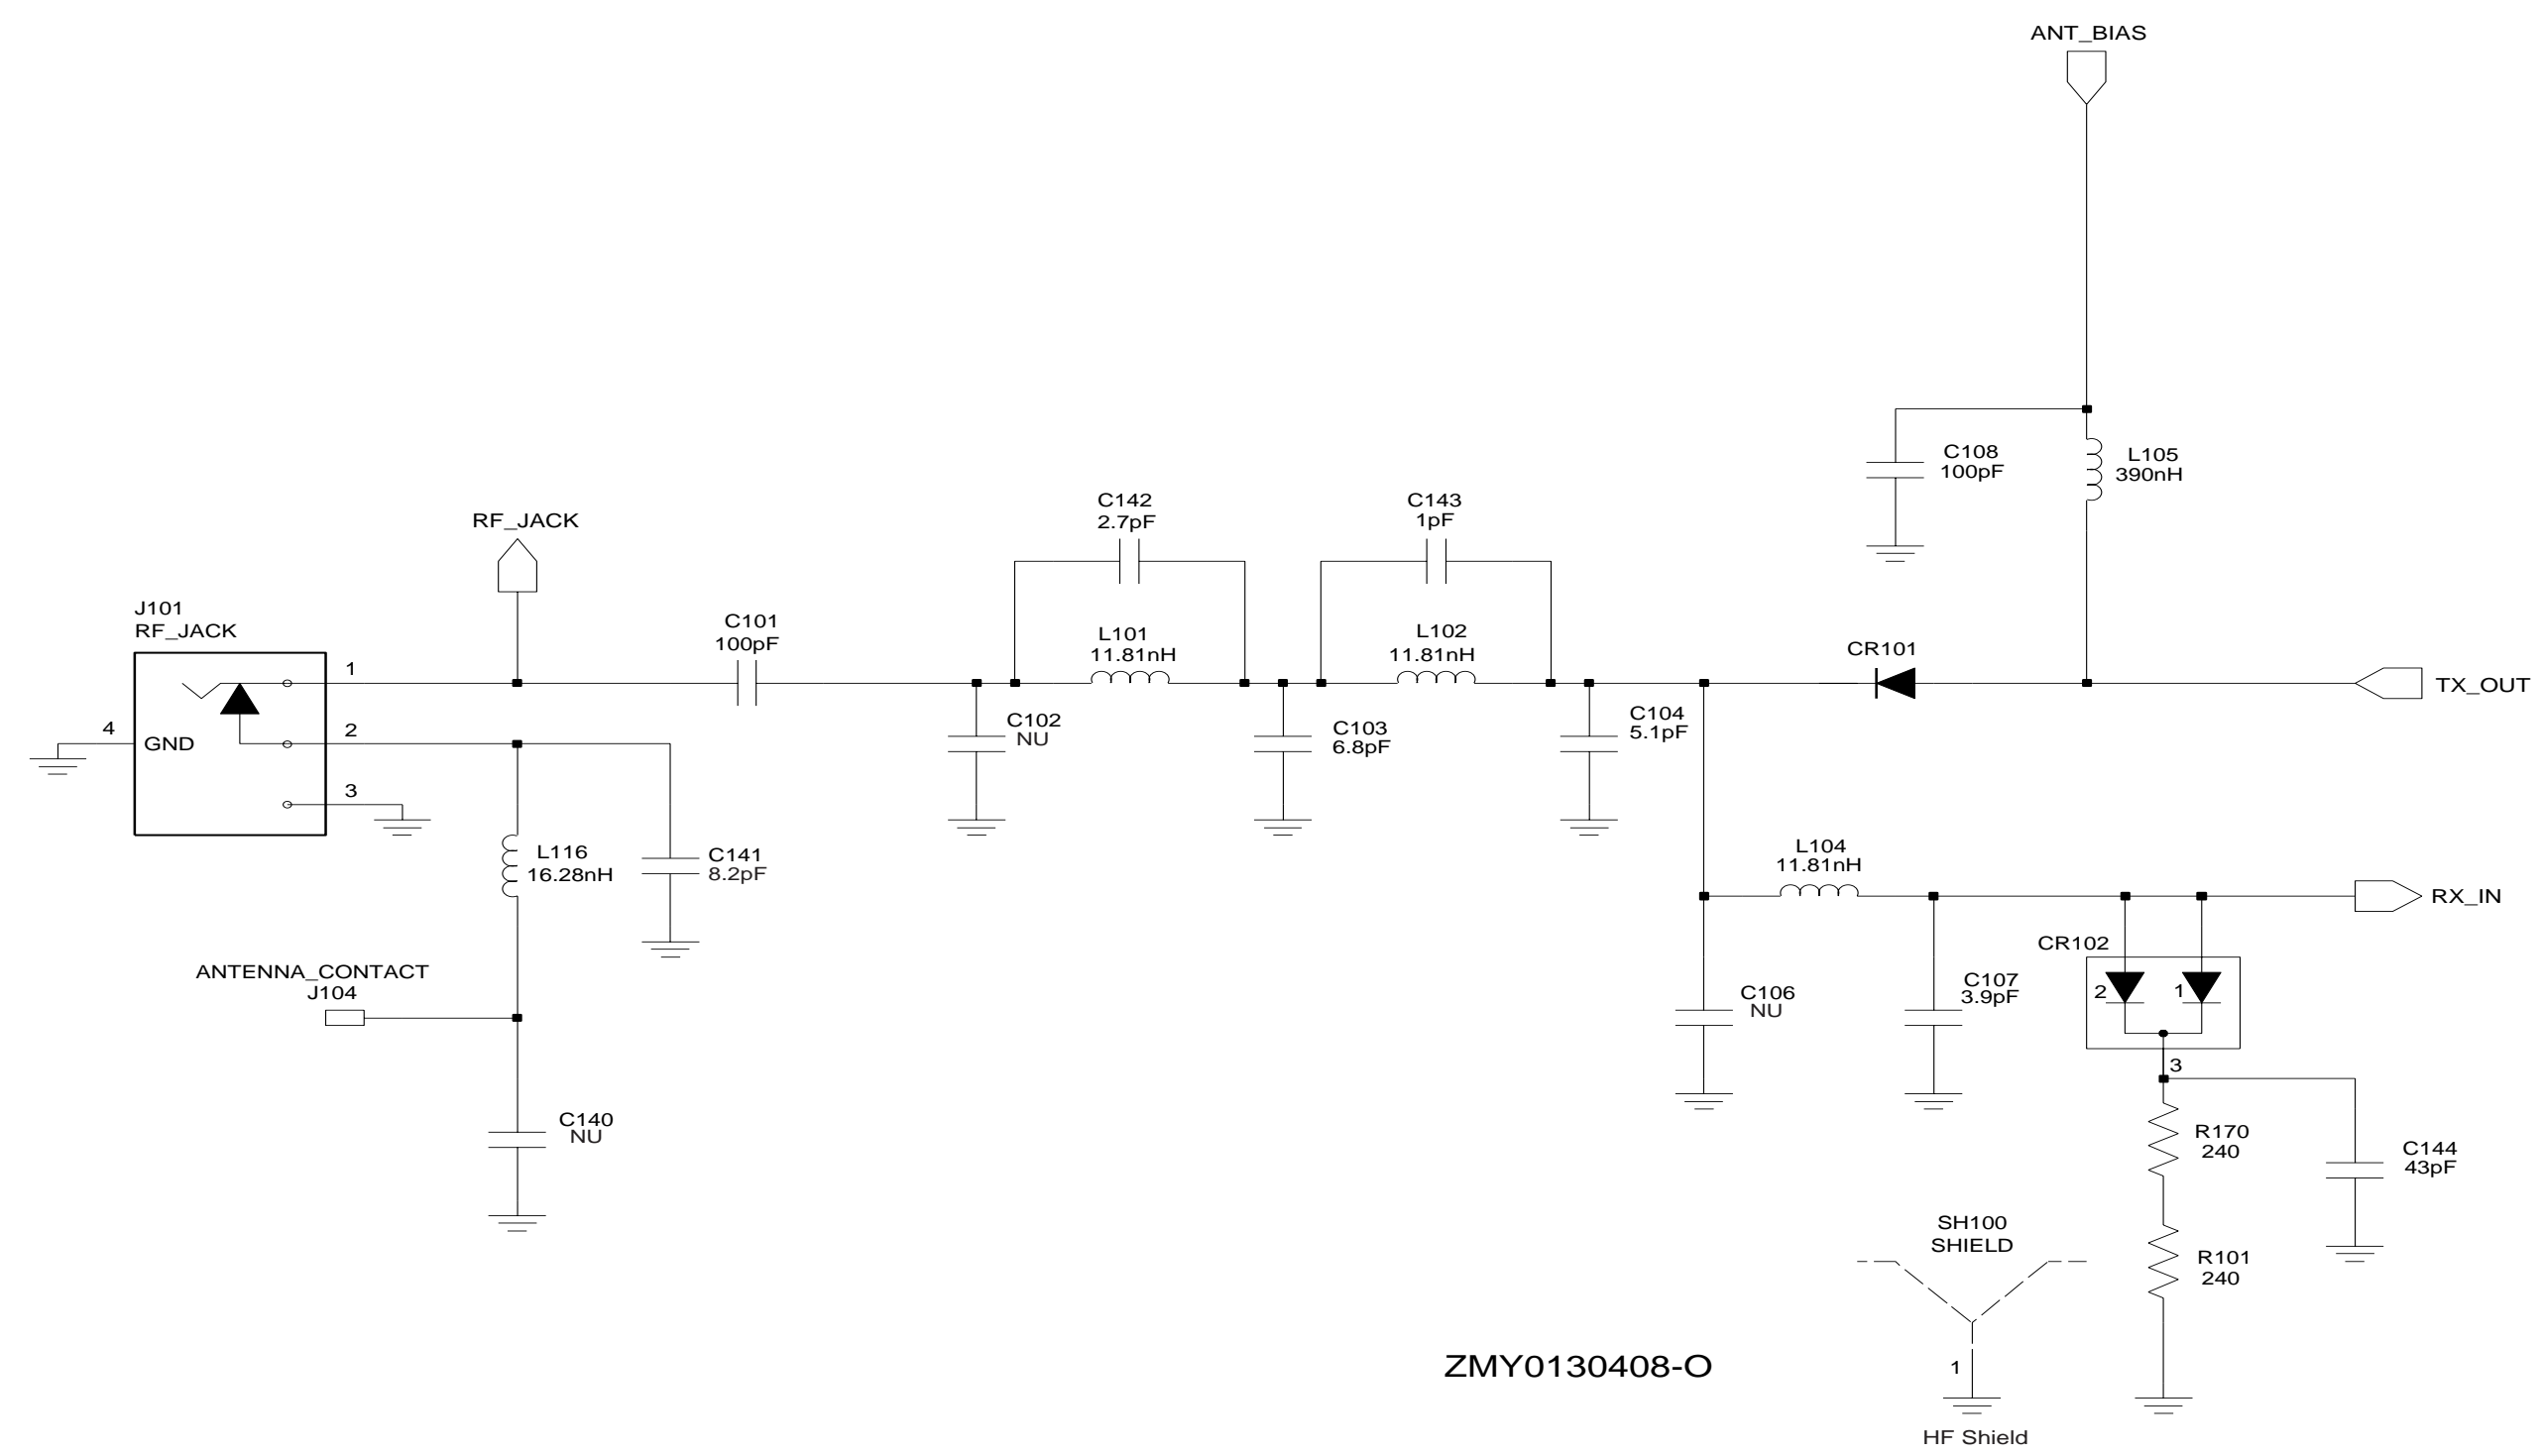 ANT_BIAS
C108
100pF
L105
390nH
RF_JACK
C142
2.7pF
C143
1pF
J101
RF_JACK
C101
100pF
L101
11.81nH
L102
11.81nH
CR101
1
TX_OUT
4
GND
2
C102
NU
C103
6.8pF
C104
5.1pF
3
L116
16.28nH
C141
8.2pF
L104
11.81nH
RX_IN
CR102
ANTENNA_CONTACT
J104
C106
NU
C107
3.9pF
2
1
3
C140
NU
R170
240
C144
43pF
SH100
SHIELD
R101
240
ZMY0130408-O
1
HF Shield